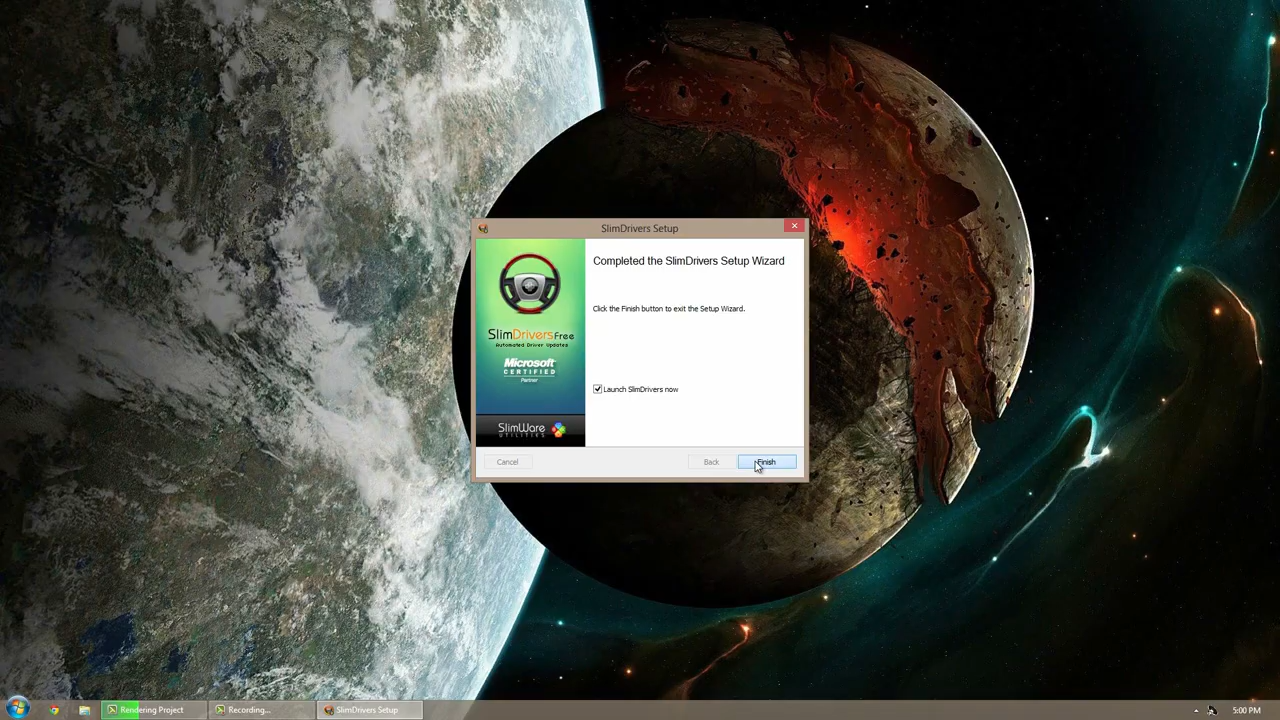 SlimDrivers Setup
Completed the SlimDrivers Setup Wizard
Click the Finish button to exit the Setup Wizard.
SlimDriversFree
Automated Driver Updates
Microsoft
CERTIFIED
Partner
Launch SlimDrivers now
SlimWare
UTILITIES
Cancel
Back
Finish
Rendering Project
Recording...
SlimDrivers Setup
5:00 PM